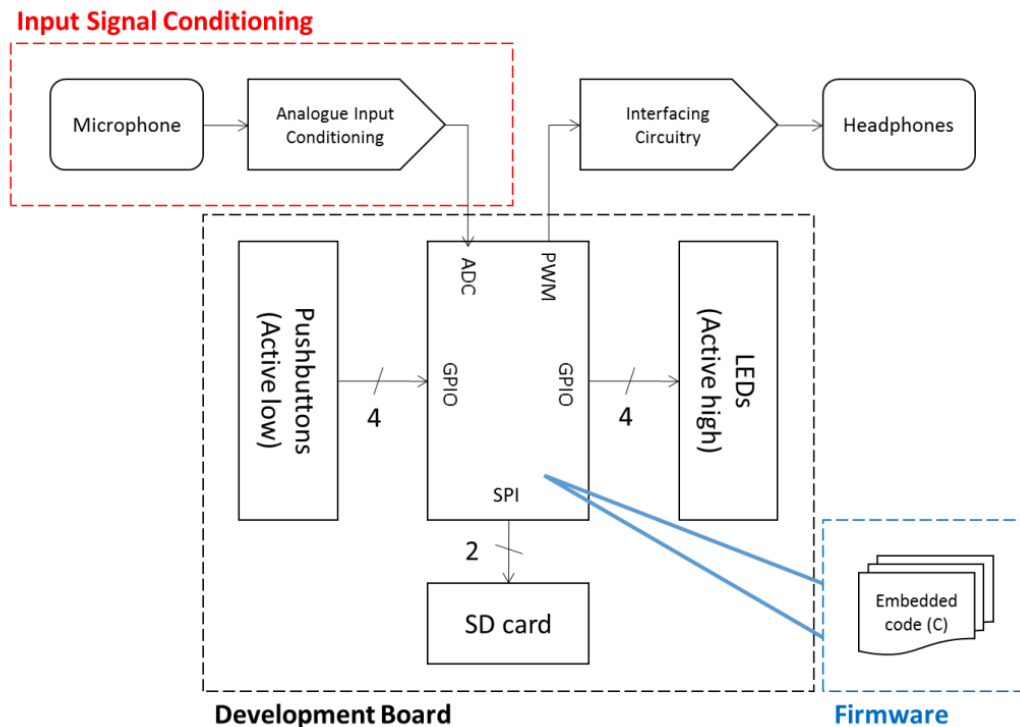 Input Signal Conditioning
Microphone
Analogue Input
Conditioning
Interfacing
Circuitry
Headphones
Pushbuttons
(Active low)
4
GPIO
ADC
PWM
GPIO
4
LEDs
(Active high)
SPI
2
SD card
Embedded
code (C)
Development Board
Firmware